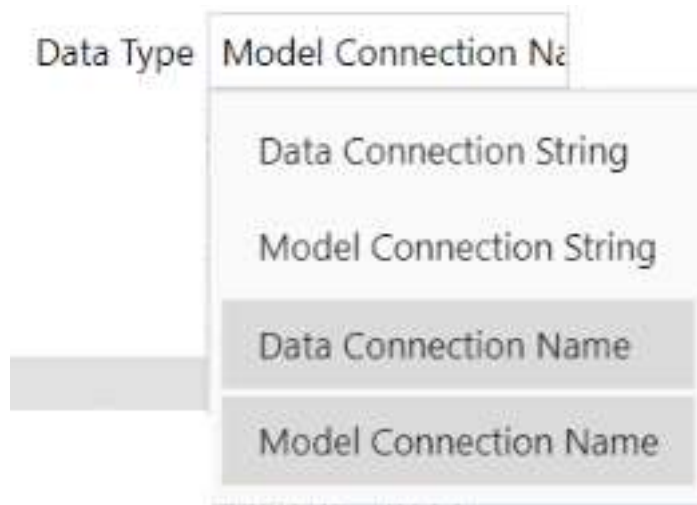 Data Type Model Connection Na
Data Connection String
Model Connection String
Data Connection Name
Model Connection Name